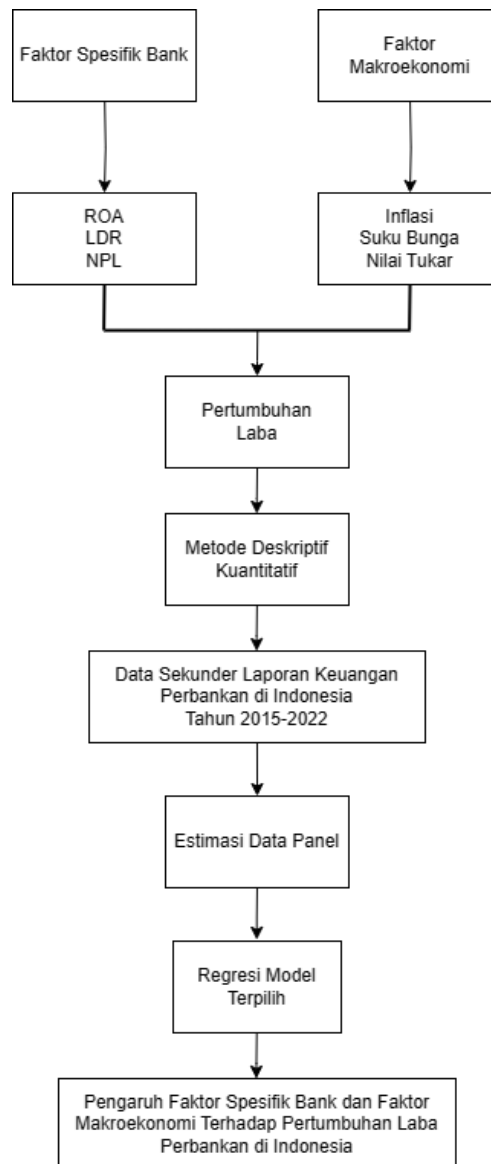 Faktor Spesifik Bank
Faktor
Makroekonomi
ROA
LDR
NPL
Inflasi
Suku Bunga
Nilai Tukar
Pertumbuhan
Laba
Metode Deskriptif
Kuantitatif
Data Sekunder Laporan Keuangan
Perbankan di Indonesia
Tahun 2015-2022
Estimasi Data Panel
Regresi Model
Terpilih
Pengaruh Faktor Spesifik Bank dan Faktor
Makroekonomi Terhadap Pertumbuhan Laba
Perbankan di Indonesia